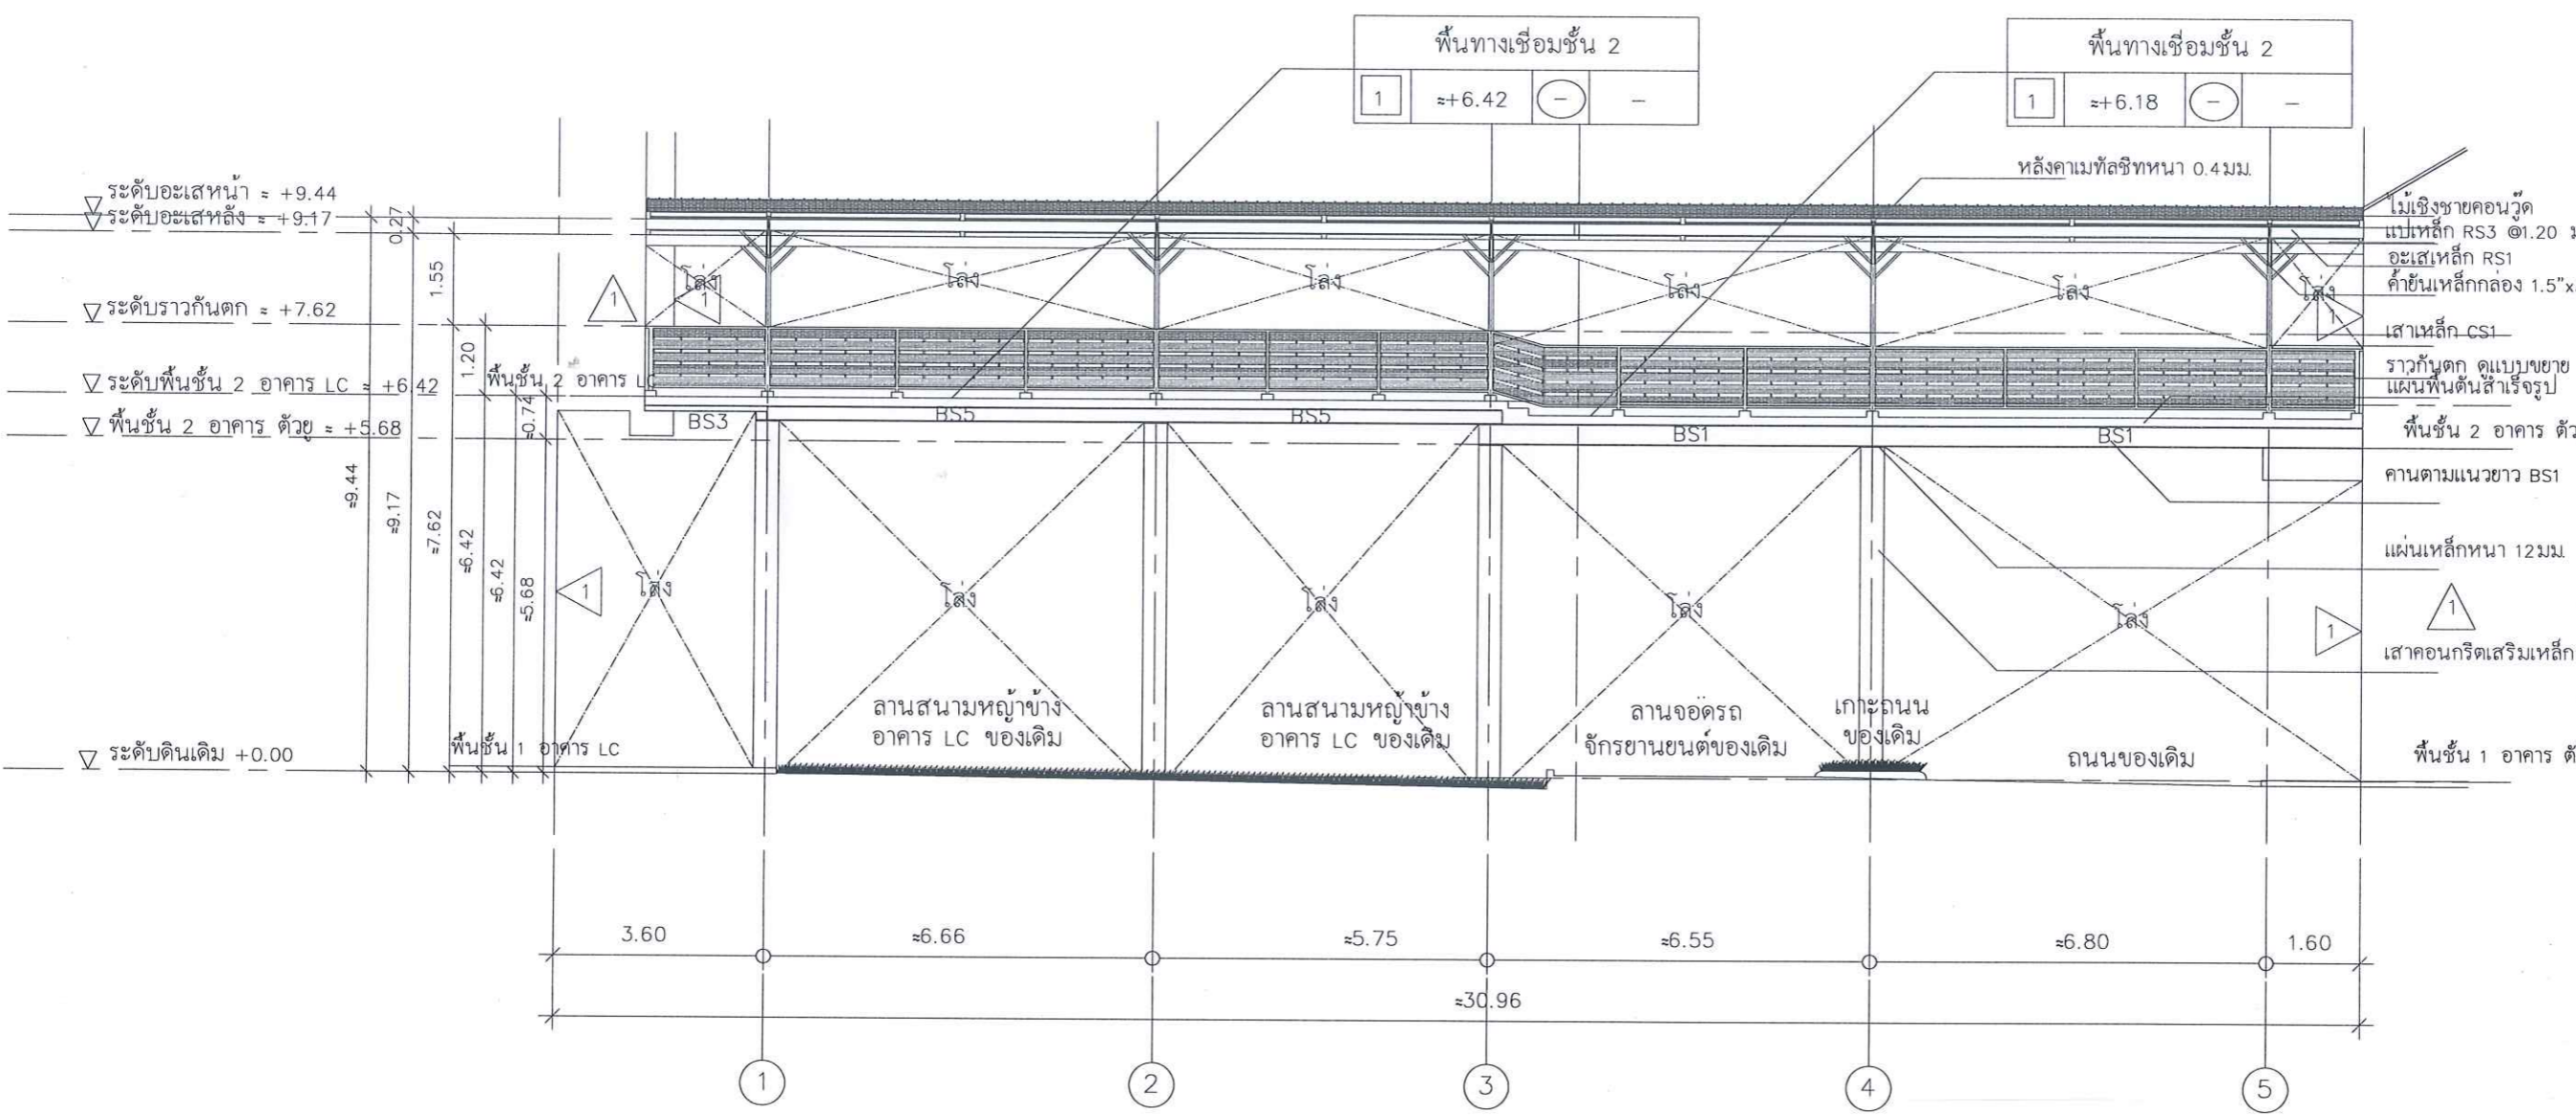 พื้นทางเชื่อมชั้น 2
1 ≈+6.42 - -
พื้นทางเชื่อมชั้น 2
1 ≈+6.18 - -
หลังคาเมทัลชีทหนา 0.4มม.
ระดับอะเสหน้า ≈ +9.44
ระดับอะเสหลัง ≈ +9.17
ระดับราวกันตก ≈ +7.62
ระดับพื้นชั้น 2 อาคาร LC ≈ +6.42
พื้นชั้น 2 อาคาร ตัวยู ≈ +5.68
ระดับดินเดิม +0.00
0.27
1.55
1.20
≈0.74
≈9.44
≈9.17
≈7.62
≈6.42
≈6.42
≈5.68
พื้นชั้น 2 อาคาร LC
พื้นชั้น 1 อาคาร LC
โล่ง โล่ง โล่ง โล่ง โล่ง โล่ง
1 1 1
BS3 BS5 BS5 BS1 BS1
ไม้เชิงชายคอนวู๊ด
แปเหล็ก RS3 @1.20
อะเสเหล็ก RS1
ค้ำยันเหล็กกล่อง 1.5"x
เสาเหล็ก CS1
ราวกันตก ดูแบบขยาย
แผ่นพื้นตันสำเร็จรูป
พื้นชั้น 2 อาคาร ตัว
คานตามแนวยาว BS1
แผ่นเหล็กหนา 12มม.
เสาคอนกรีตเสริมเหล็ก
พื้นชั้น 1 อาคาร ตั
โล่ง โล่ง โล่ง โล่ง โล่ง
1 1 1
ลานสนามหญ้าข้าง
อาคาร LC ของเดิม
ลานสนามหญ้าข้าง
อาคาร LC ของเดิม
ลานจอดรถ
จักรยานยนต์ของเดิม
เกาะถนน
ของเดิม
ถนนของเดิม
3.60 ≈6.66 ≈5.75 ≈6.55 ≈6.80 1.60
≈30.96
1 2 3 4 5